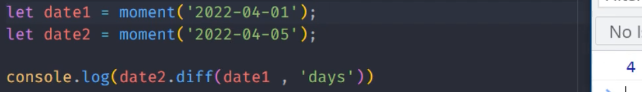 let date1 = moment('2022-04-01');
let date2 = moment('2022-04-05');
console.log(date2.diff(date1 , 'days'))
No
4